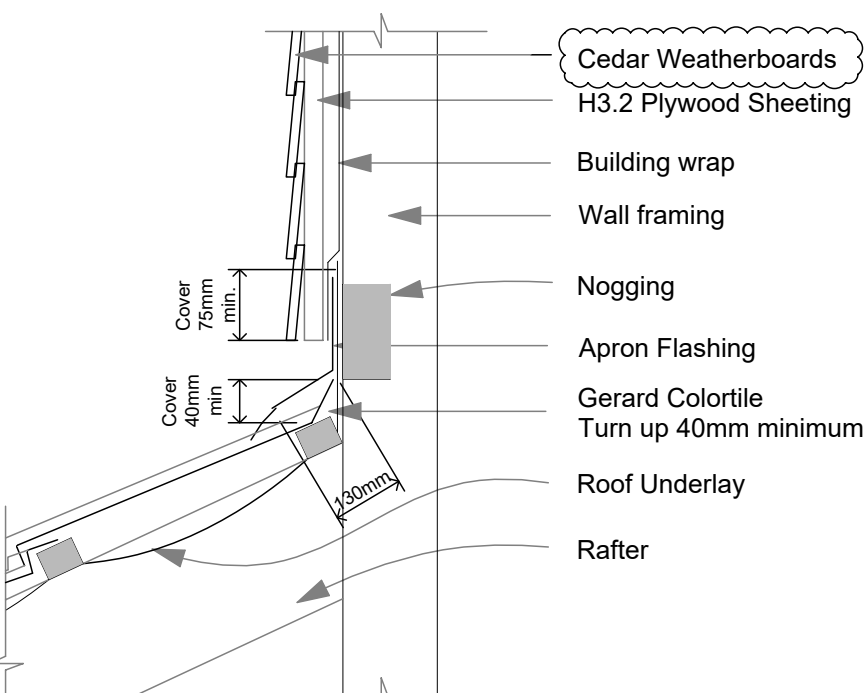 Cedar Weatherboards
H3.2 Plywood Sheeting
Building wrap
Wall framing
Cover
75mm
min.
Nogging
Apron Flashing
Cover
40mm
min
Gerard Colortile
Turn up 40mm minimum
130mm
Roof Underlay
Rafter